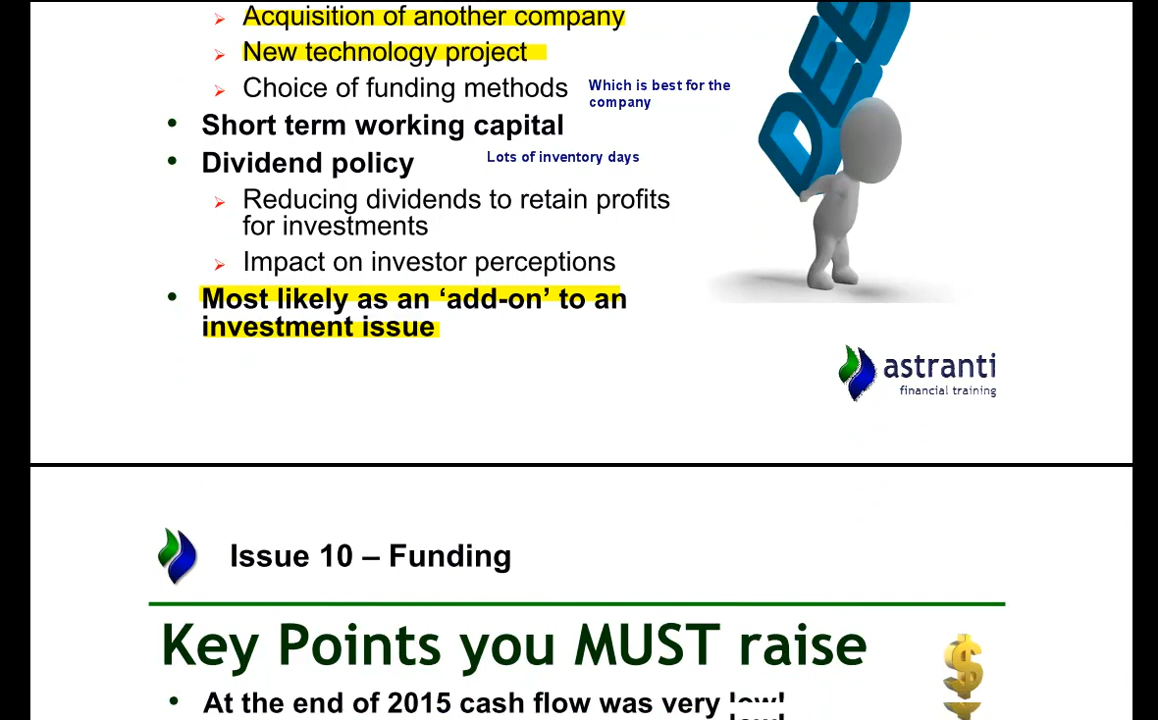 Acquisition of another company
New technology project
Choice of funding methods
Which is best for the
company
Short term working capital
Dividend policy
Lots of inventory days
Reducing dividends to retain profits
for investments
Impact on investor perceptions
Most likely as an ‘add-on’ to an
investment issue
DEB
astranti
financial training
Issue 10 – Funding
Key Points you MUST raise
$
At the end of 2015 cash flow was very low!